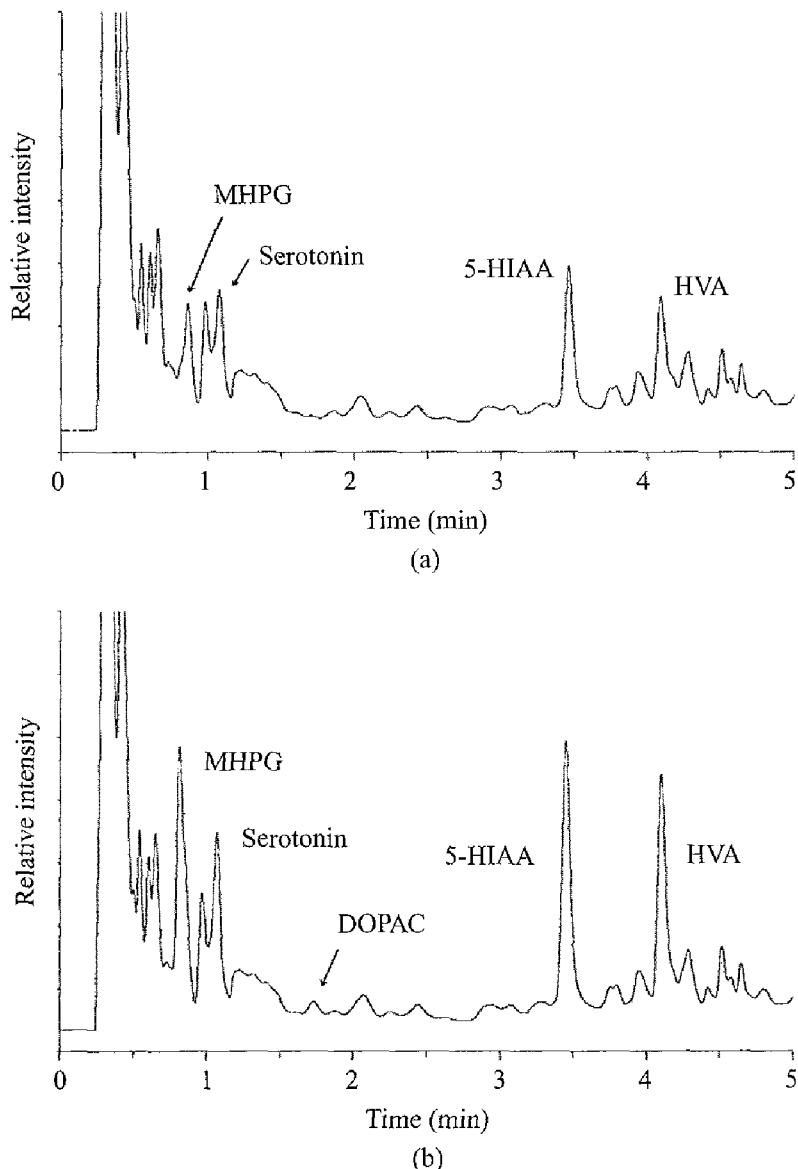 Relative intensity
MHPG
Serotonin
5-HIAA
HVA
0 1 2 3 4 5
Time (min)
(a)
Relative intensity
MHPG
Serotonin
DOPAC
5-HIAA
HVA
0 1 2 3 4 5
Time (min)
(b)